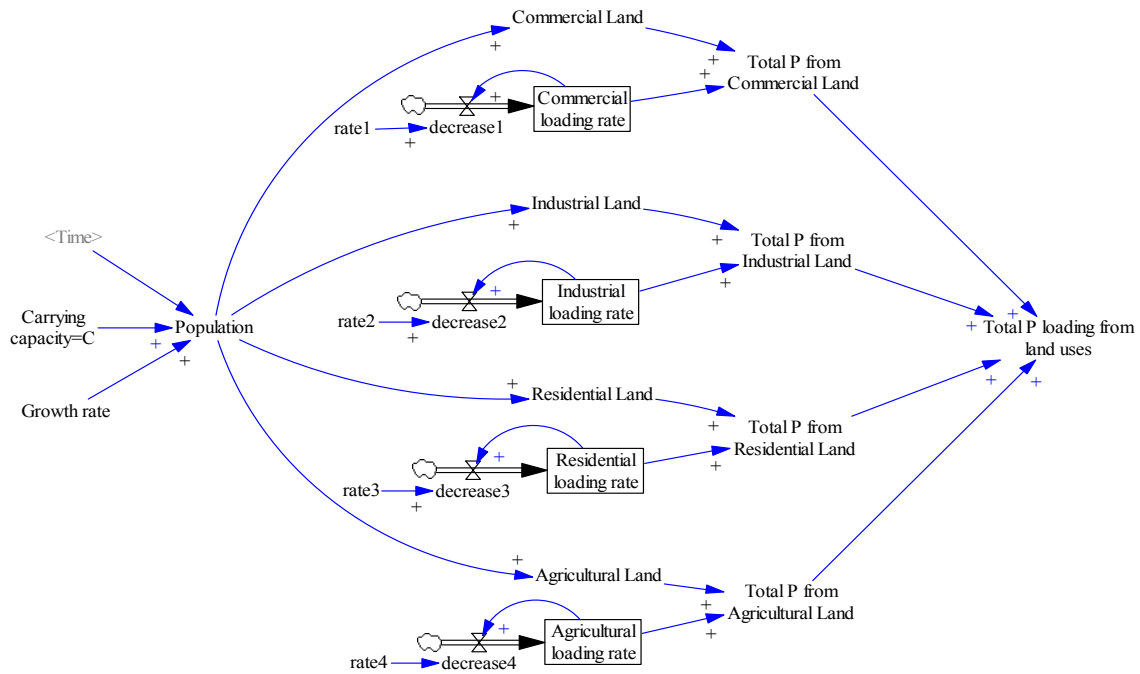 Commercial Land
+
Total P from
Commercial Land
+
+
Commercial
loading rate
+
rate1
decrease1
+
Industrial Land
+
Total P from
Industrial Land
+
+
<Time>
Industrial
loading rate
+
rate2
decrease2
+
Carrying
capacity=C
+
Population
+
Growth rate
Total P loading from
land uses
+
+
+
+
+
Residential Land
+
Total P from
Residential Land
+
Residential
loading rate
+
rate3
decrease3
+
+
Agricultural Land
Total P from
Agricultural Land
+
+
Agricultural
loading rate
+
rate4
decrease4
+